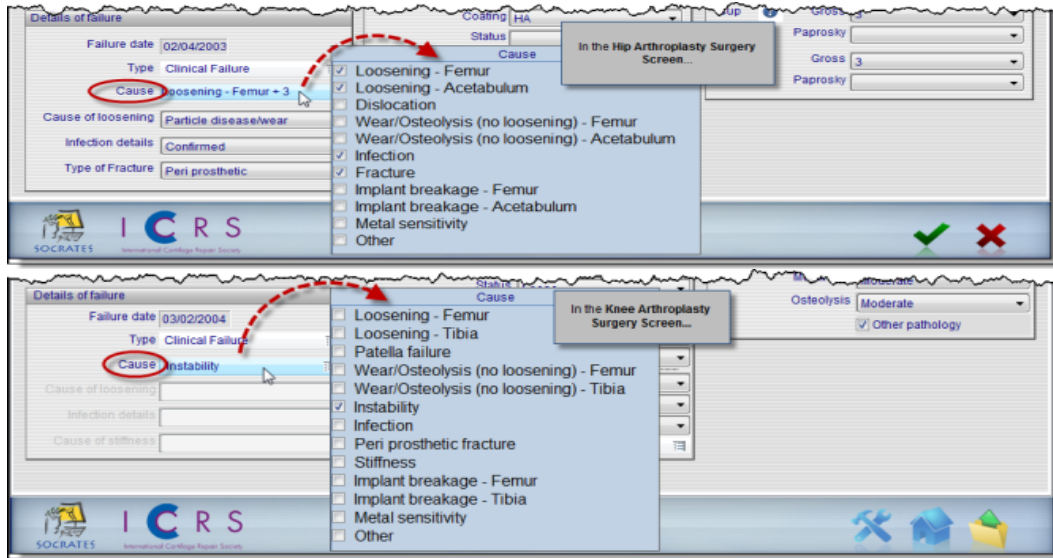 Details of failure
Failure date 02/04/2003
Type Clinical Failure
Cause Loosening - Femur + 3
Cause of loosening Particle disease/wear
Infection details Confirmed
Type of Fracture Peri prosthetic
Coating HA
Status
Cause
Loosening - Femur
Loosening - Acetabulum
Dislocation
Wear/Osteolysis (no loosening) - Femur
Wear/Osteolysis (no loosening) - Acetabulum
Infection
Fracture
Implant breakage - Femur
Implant breakage - Acetabulum
Metal sensitivity
Other
In the Hip Arthroplasty Surgery
Screen...
Gross 3
Paprosky
Gross 3
Paprosky
SOCRATES
ICRS
International Cartilage Repair Society
Details of failure
Failure date 03/02/2004
Type Clinical Failure
Cause Instability
Cause of loosening
Infection details
Cause of stiffness
Status
Cause
Loosening - Femur
Loosening - Tibia
Patella failure
Wear/Osteolysis (no loosening) - Femur
Wear/Osteolysis (no loosening) - Tibia
Instability
Infection
Peri prosthetic fracture
Stiffness
Implant breakage - Femur
Implant breakage - Tibia
Metal sensitivity
Other
In the Knee Arthroplasty
Surgery Screen...
Moderate
Osteolysis Moderate
Other pathology
SOCRATES
ICRS
International Cartilage Repair Society